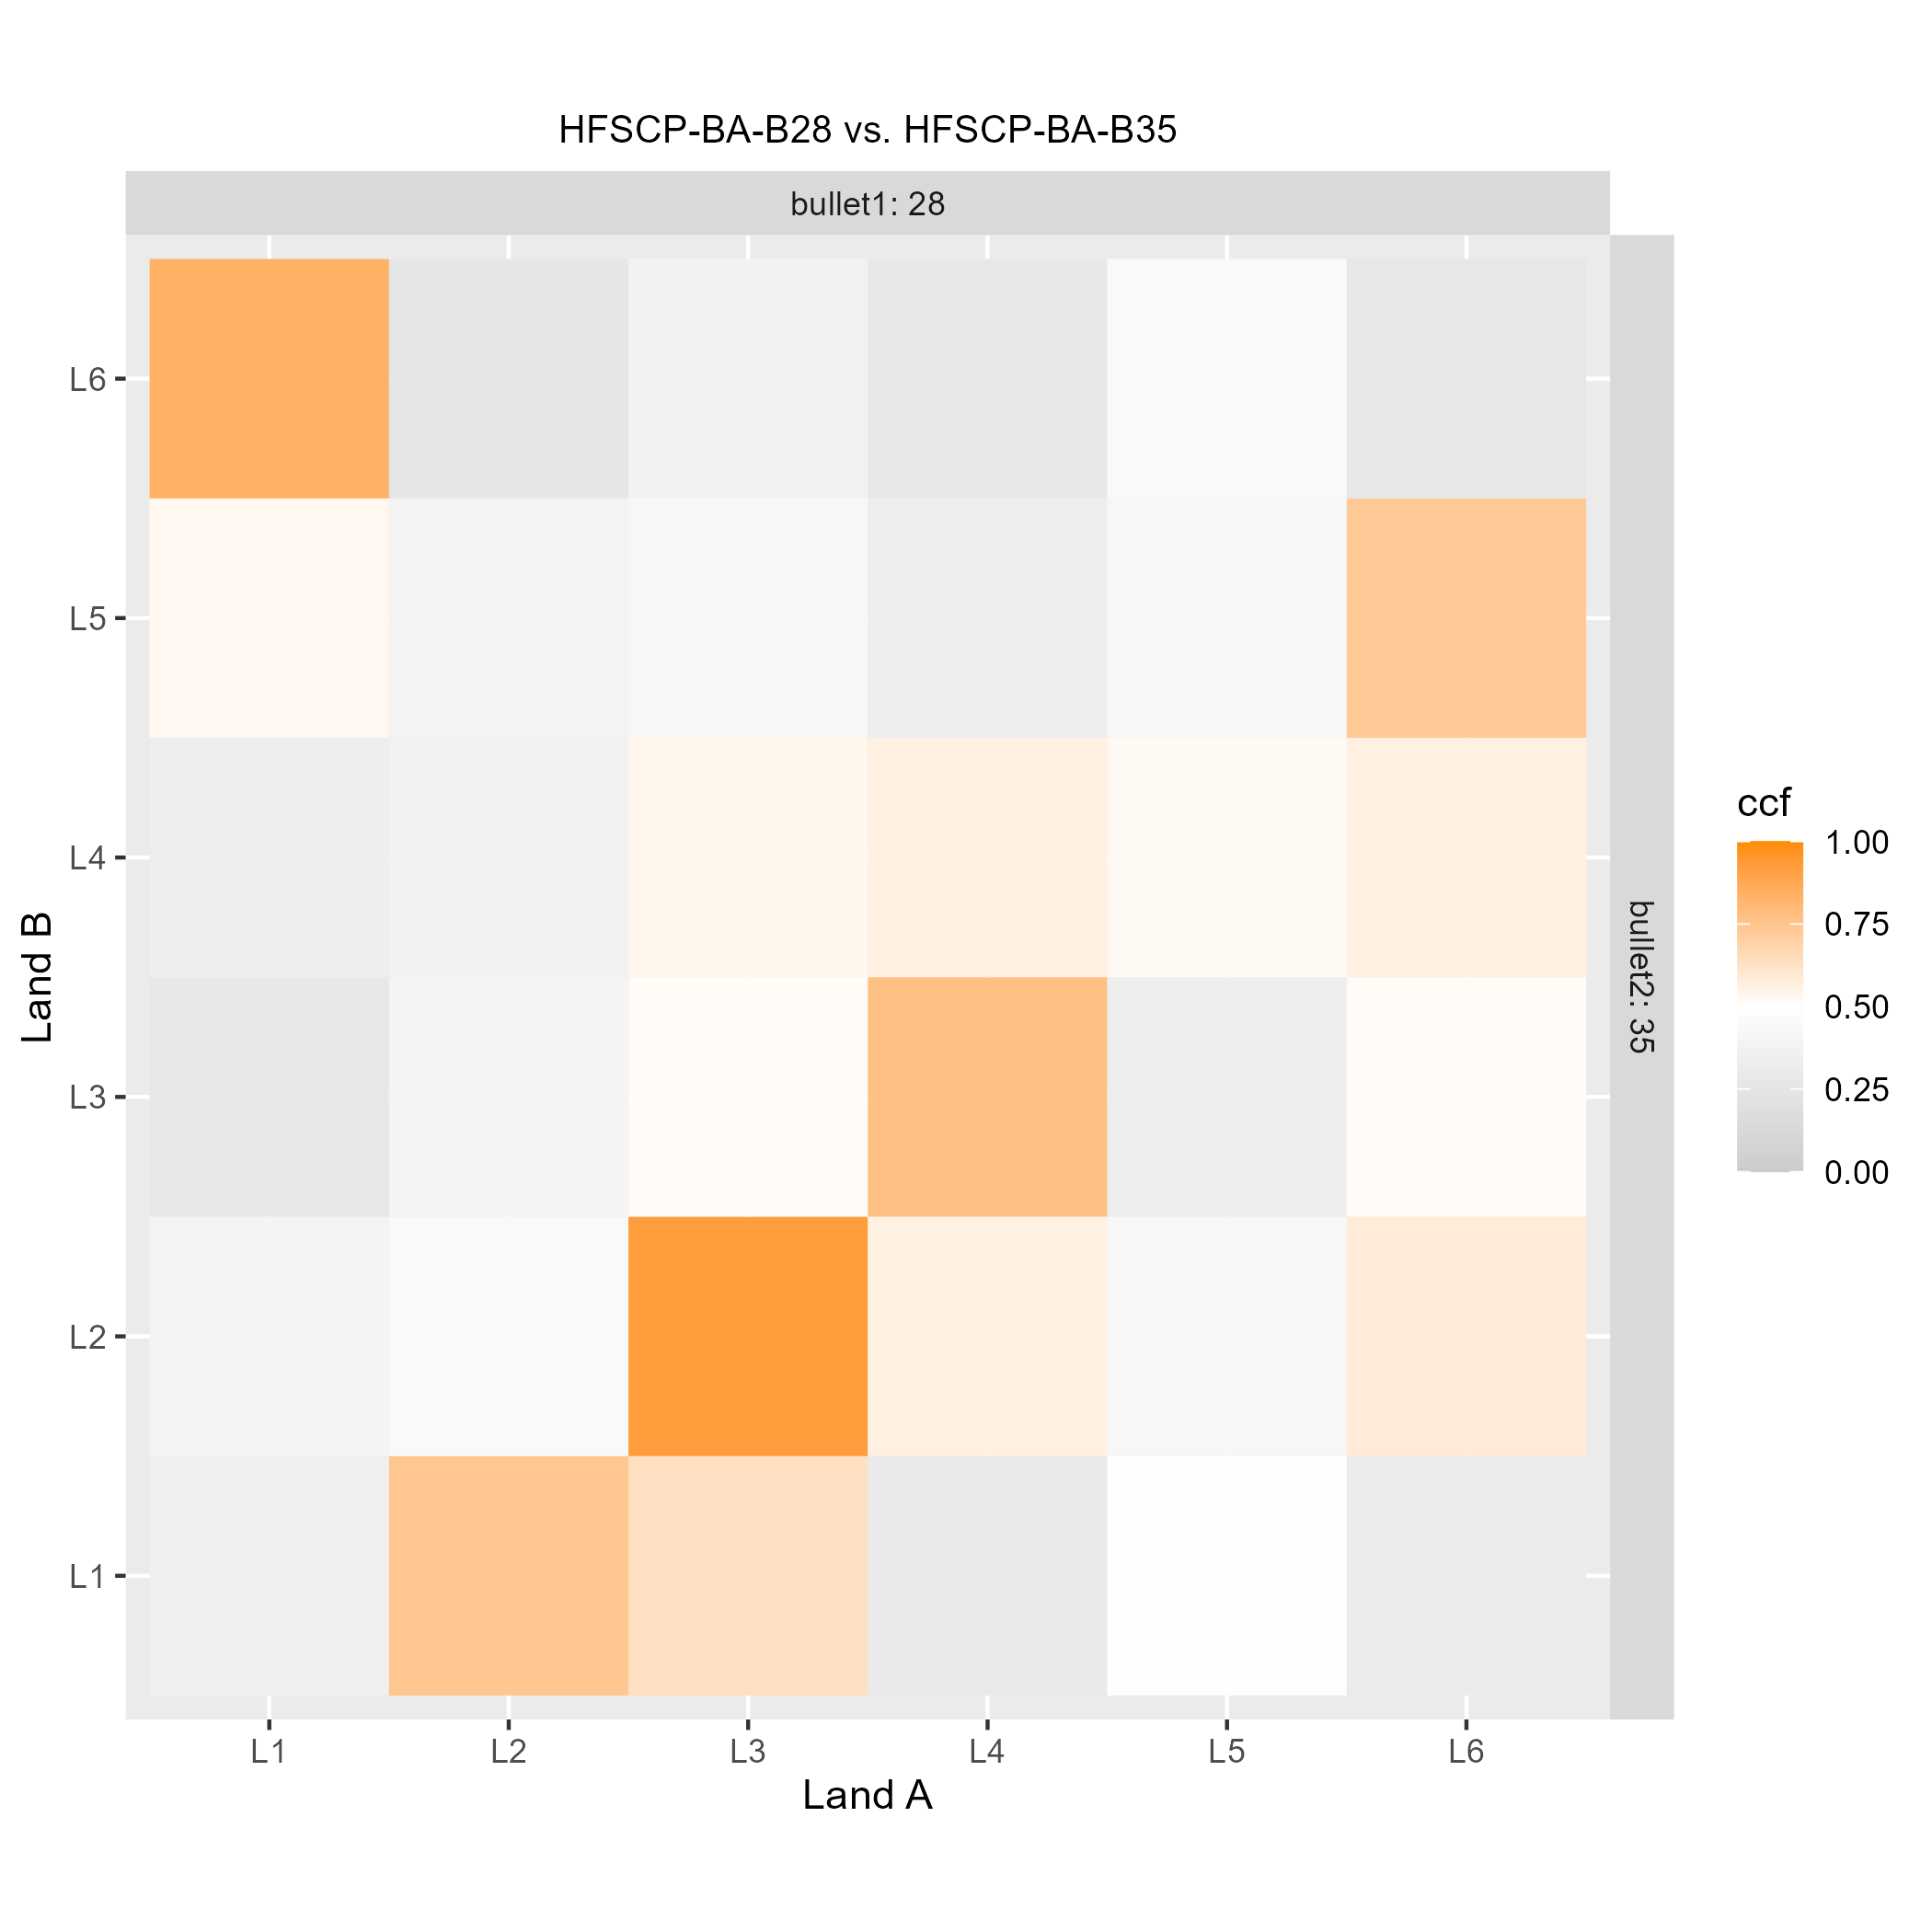 HFSCP-BA-B28 vs. HFSCP-BA-B35
bullet1: 28
L6
L5
L4
L3
L2
L1
Land B
L1 L2 L3 L4 L5 L6
Land A
bullet2: 35
ccf
1.00
0.75
0.50
0.25
0.00